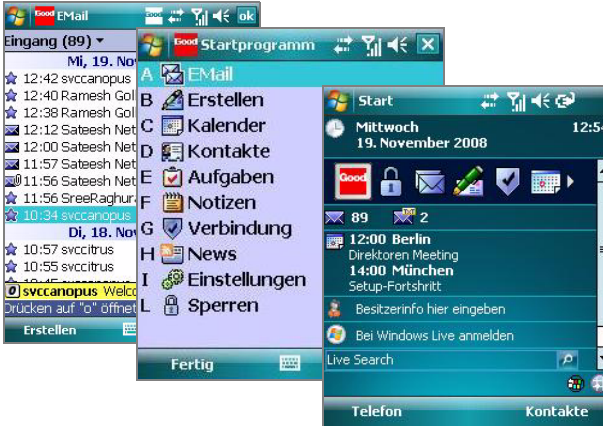 Good EMail ok
Eingang (89)
Mi, 19. No
12:42 svccanopus
12:40 Ramesh Gol
12:38 Ramesh Gol
12:12 Sateesh Net
12:00 Sateesh Net
11:57 Sateesh Net
11:56 Sateesh Net
11:56 SreeRaghur
10:34 svccanopus
Di, 18. No
10:57 svccitrus
10:55 svccitrus
svccanopus Welco
Drücken auf "o" öffnet
Erstellen
Good Startprogramm
A EMail
B Erstellen
C Kalender
D Kontakte
E Aufgaben
F Notizen
G Verbindung
H News
I Einstellungen
L Sperren
Fertig
Start
Mittwoch 12:5
19. November 2008
Good
89 2
12:00 Berlin
Direktoren Meeting
14:00 München
Setup-Fortshritt
Besitzerinfo hier eingeben
Bei Windows Live anmelden
Live Search
Telefon Kontakte